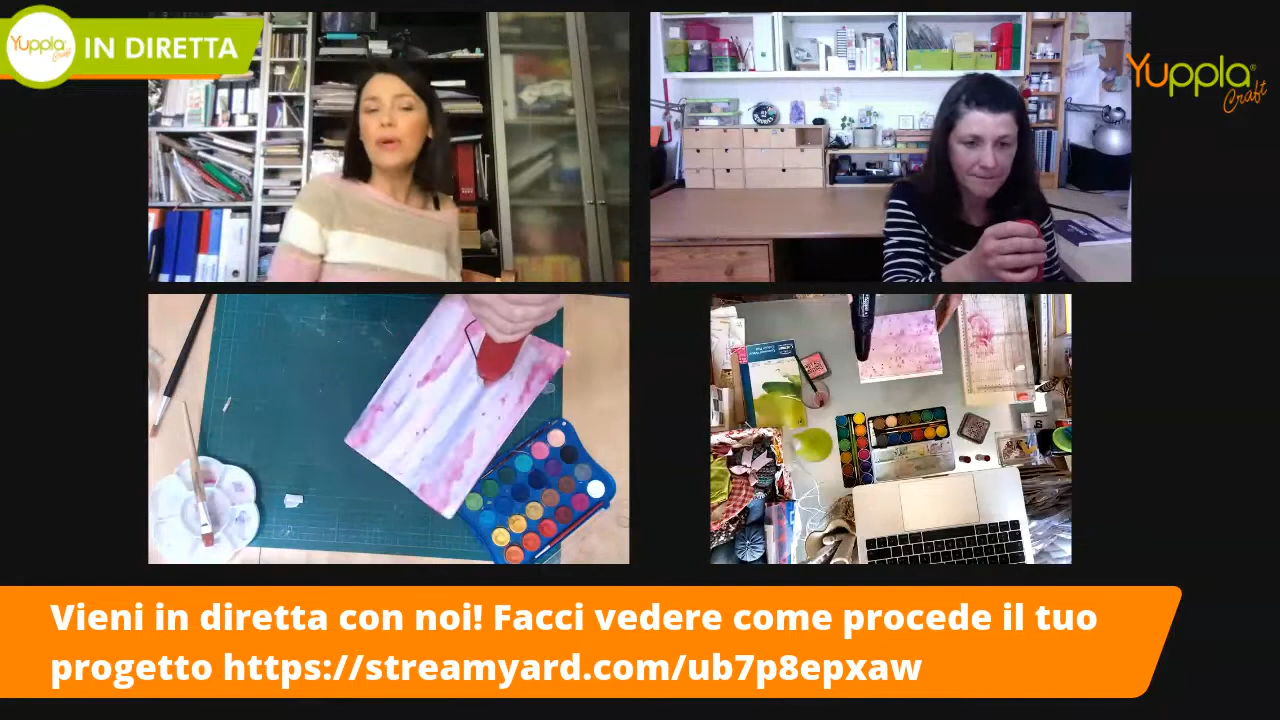 Yuppla Craft
IN DIRETTA
Yuppla® Craft
Vieni in diretta con noi! Facci vedere come procede il tuo
progetto https://streamyard.com/ub7p8epxaw